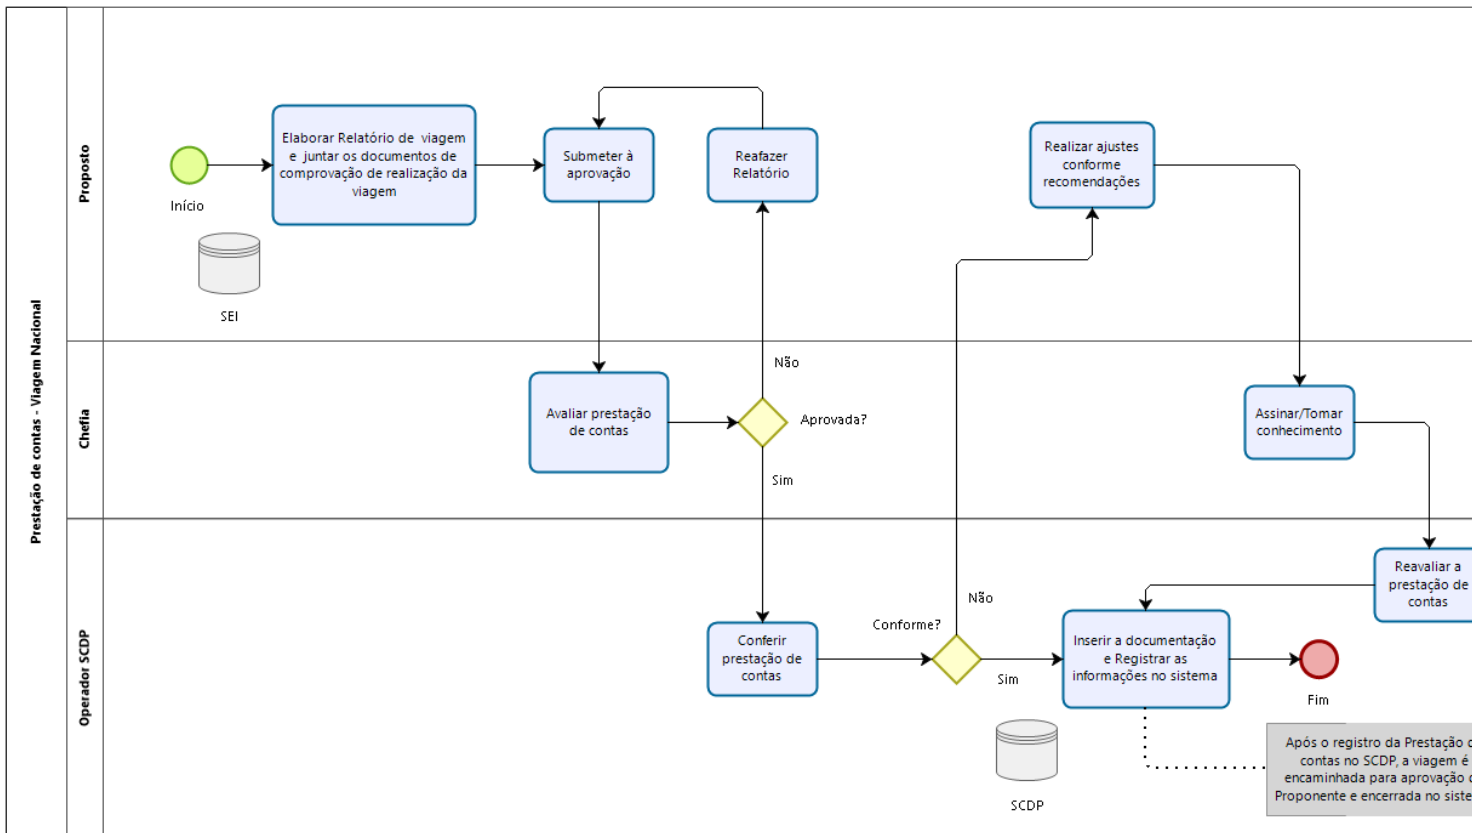 Prestação de contas - Viagem Nacional
Proposto
Início
SEI
Elaborar Relatório de viagem
e juntar os documentos de
comprovação de realização da
viagem
Submeter à
aprovação
Reafazer
Relatório
Realizar ajustes
conforme
recomendações
Chefia
Avaliar prestação
de contas
Não
Aprovada?
Sim
Assinar/Tomar
conhecimento
Operador SCDP
Conferir
prestação de
contas
Conforme?
Não
Sim
Inserir a documentação
e Registrar as
informações no sistema
Reavaliar a
prestação de
contas
Fim
SCDP
Após o registro da Prestação
contas no SCDP, a viagem é
encaminhada para aprovação
Proponente e encerrada no